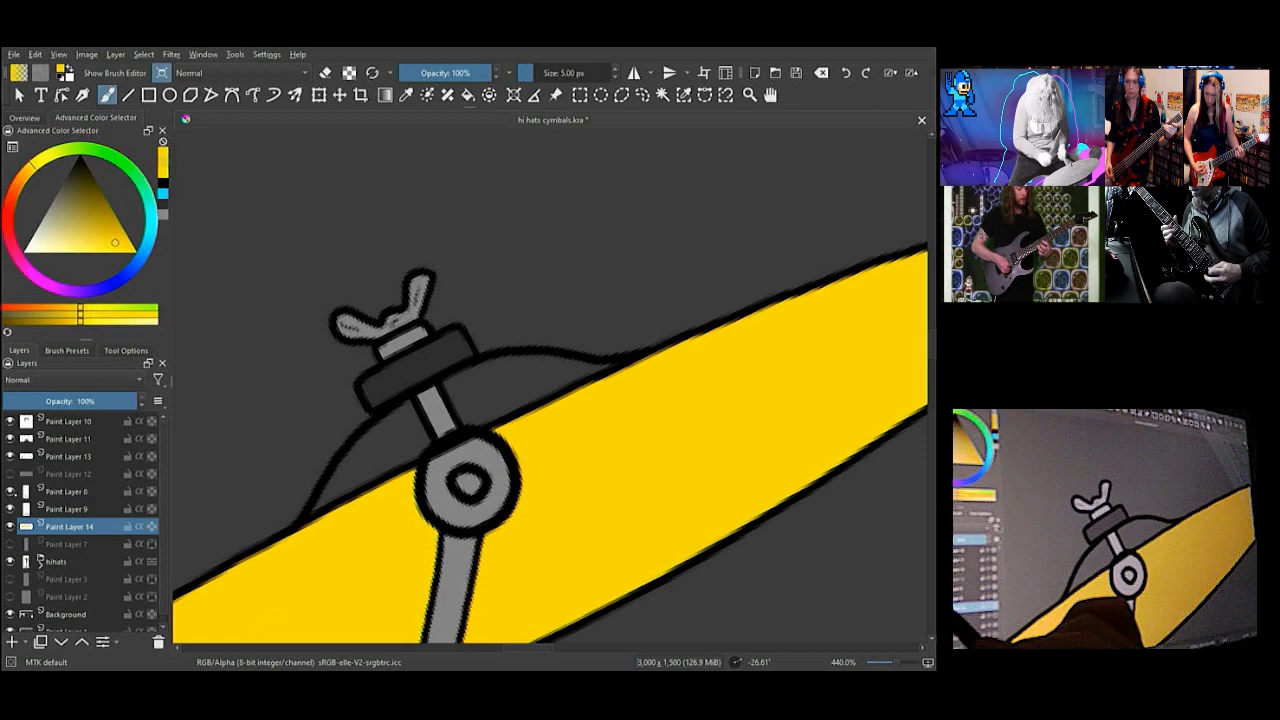 File Edit View Image Layer Select Filter Window Tools Settings Help
Show Brush Editor Normal Opacity: 100% Size: 5.00 px
Overview Advanced Color Selector hi hats cymbals.kra *
Advanced Color Selector
Layers Brush Presets Tool Options
Layers
Normal
Opacity: 100%
Paint Layer 10
Paint Layer 11
Paint Layer 13
Paint Layer 12
Paint Layer 8
Paint Layer 9
Paint Layer 14
Paint Layer 7
hihats
Paint Layer 3
Paint Layer 2
Background
MTK default RGB/Alpha (8-bit integer/channel) sRGB-elle-V2-srgbtrc.icc 3,000 x 1,500 (126.9 MiB) -26.61° 440.0%